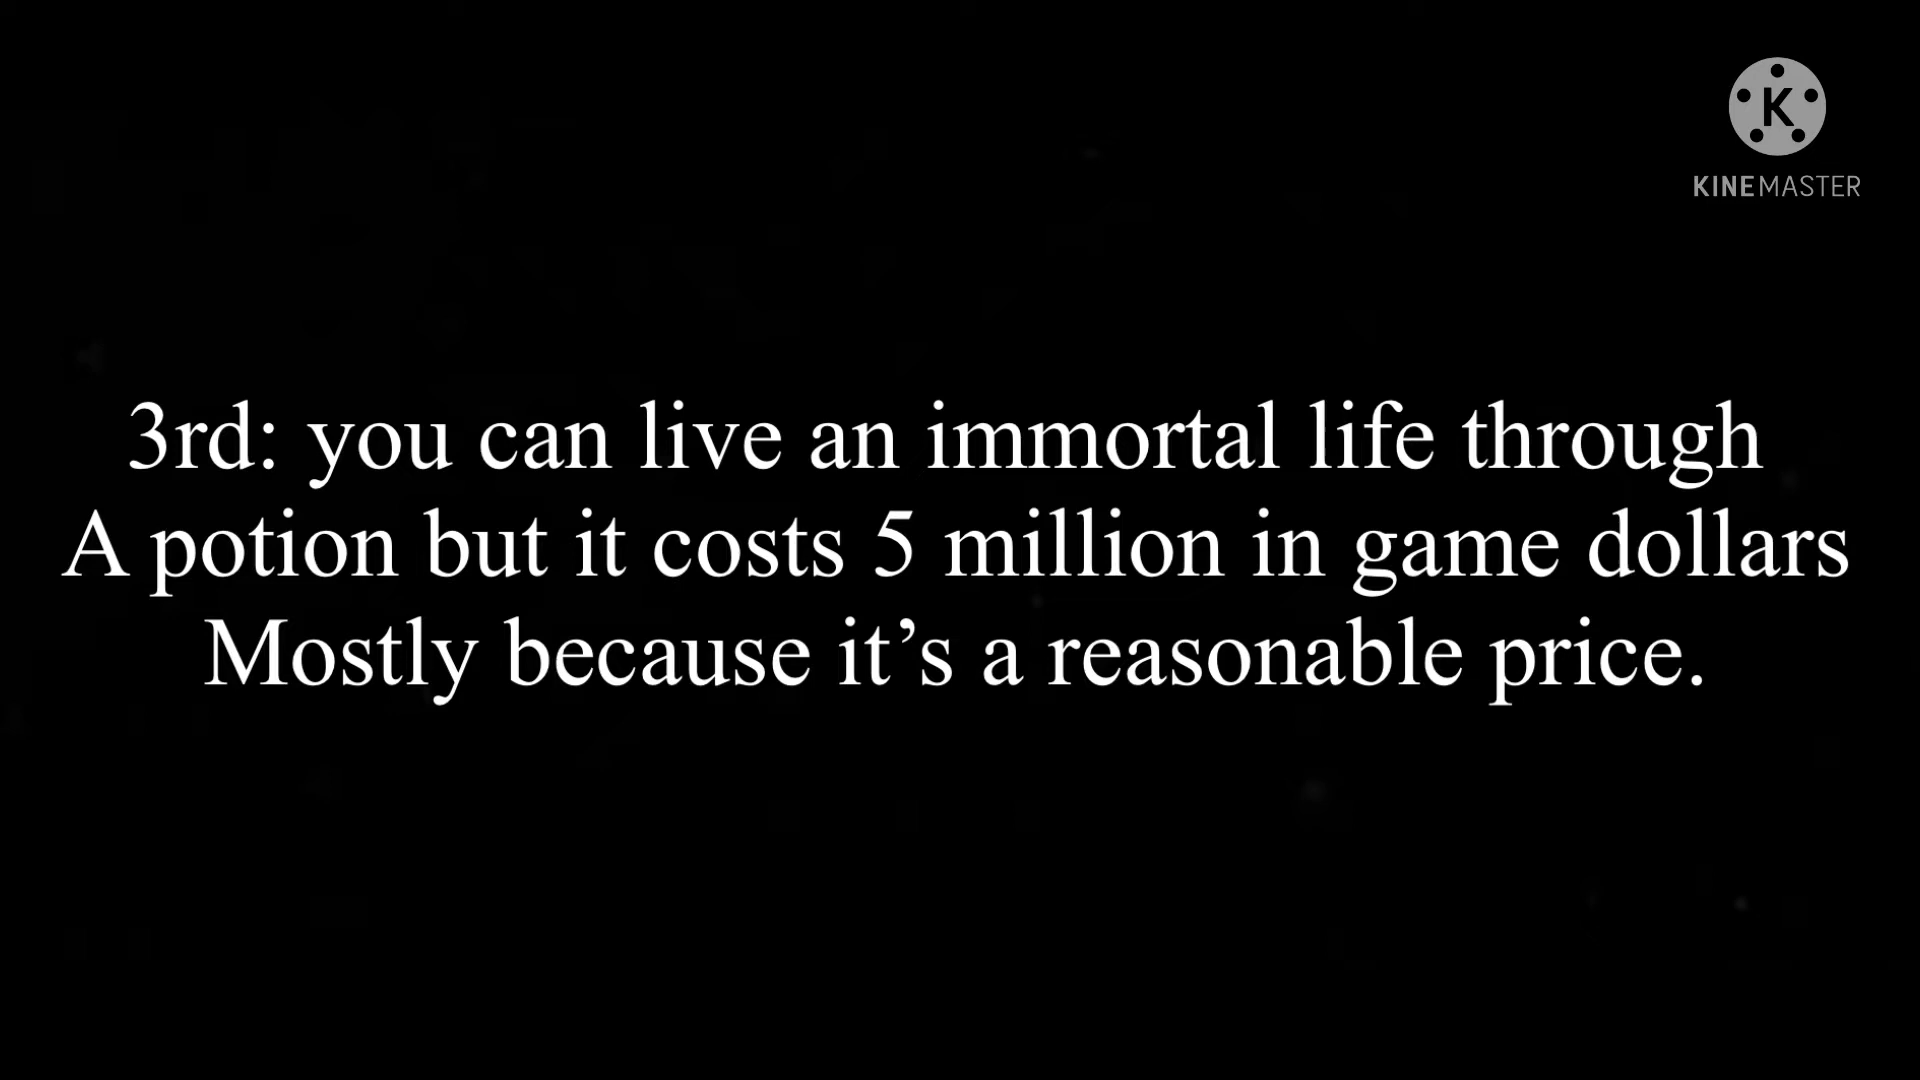 K
KINEMASTER
3rd: you can live an immortal life through
A potion but it costs 5 million in game dollars
Mostly because it’s a reasonable price.